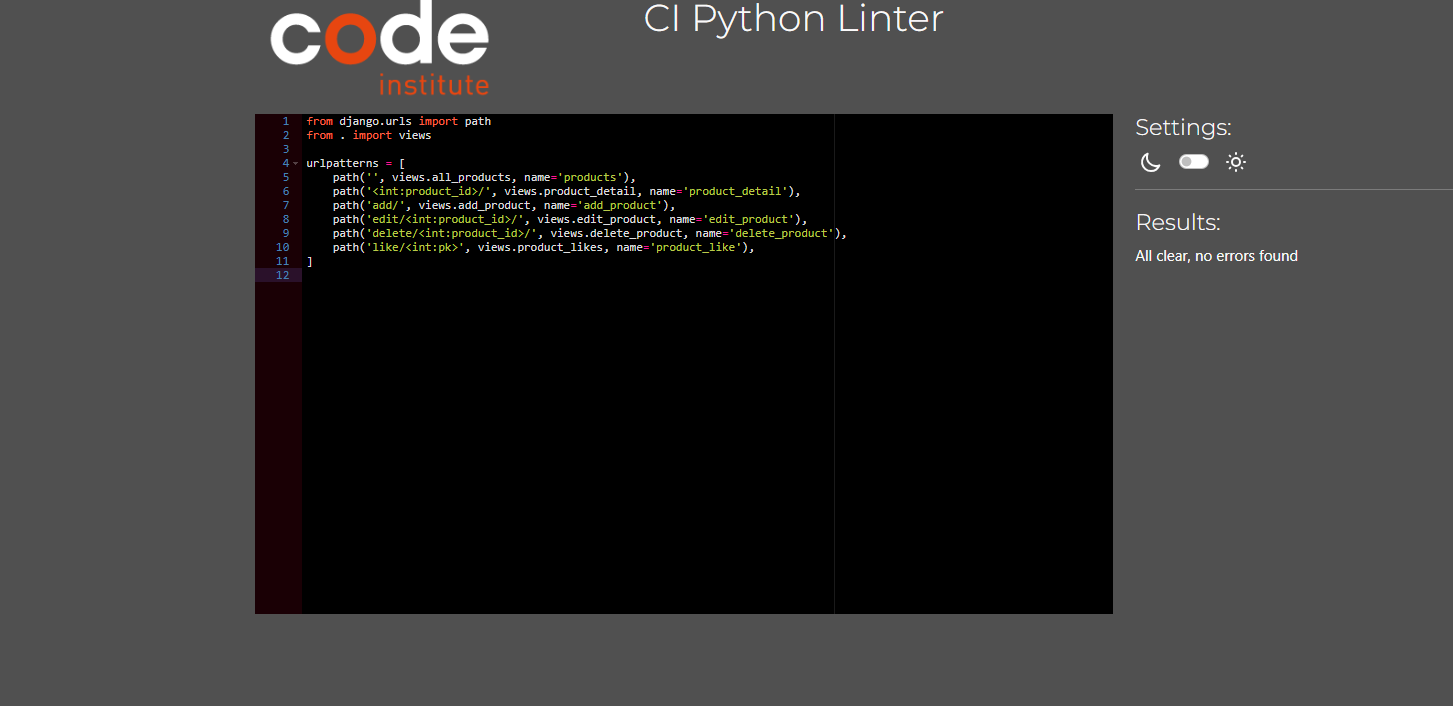 code
institute
CI Python Linter
1 from django.urls import path
2 from . import views
3
4 urlpatterns = [
5     path('', views.all_products, name='products'),
6     path('<int:product_id>/', views.product_detail, name='product_detail'),
7     path('add/', views.add_product, name='add_product'),
8     path('edit/<int:product_id>/', views.edit_product, name='edit_product'),
9     path('delete/<int:product_id>/', views.delete_product, name='delete_product'),
10     path('like/<int:pk>', views.product_likes, name='product_like'),
11 ]
12
Settings:
Results:
All clear, no errors found